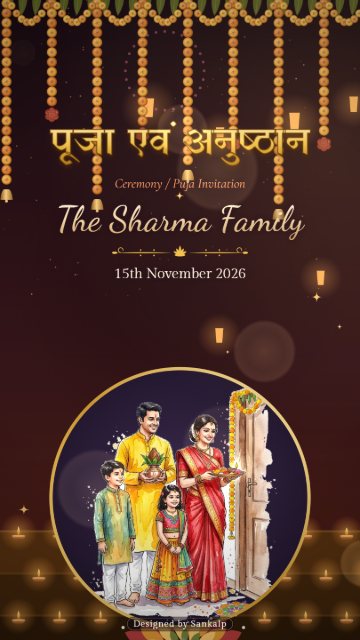 पूजा एवं अनुष्ठान
Ceremony / Puja Invitation
The Sharma Family
15th November 2026
Designed by Sankalp